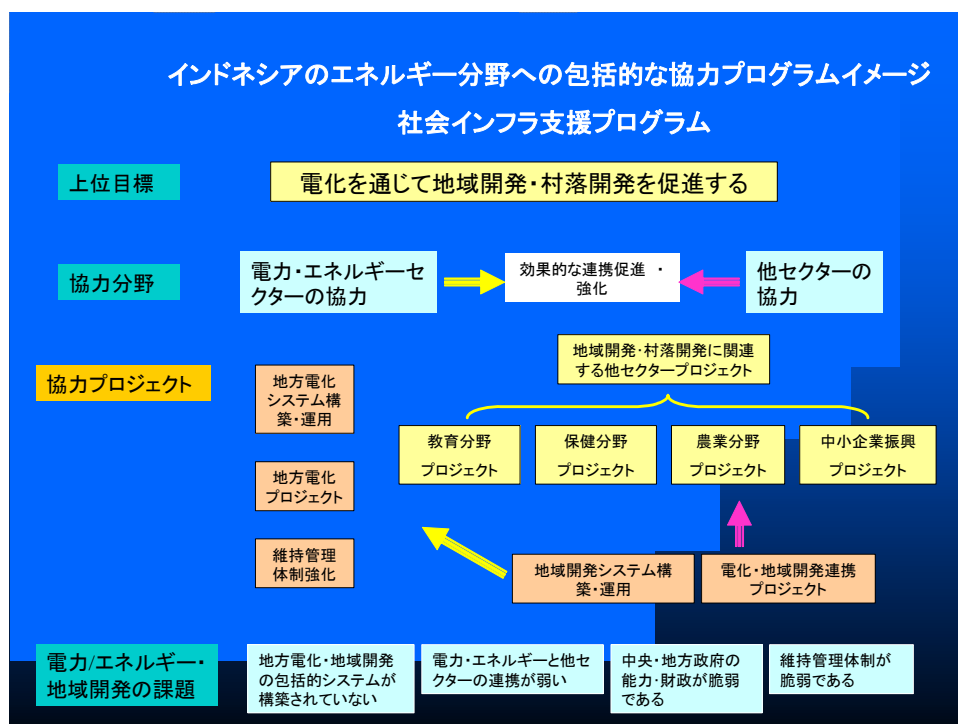 インドネシアのエネルギー分野への包括的な協力プログラムイメージ
社会インフラ支援プログラム
上位目標
電化を通じて地域開発・村落開発を促進する
協力分野
電力・エネルギーセ
クターの協力
効果的な連携促進 ・
強化
他セクターの
協力
地域開発・村落開発に関連
する他セクタープロジェクト
協力プロジェクト
地方電化
システム構
築・運用
教育分野
プロジェクト
保健分野
プロジェクト
農業分野
プロジェクト
中小企業振興
プロジェクト
地方電化
プロジェクト
維持管理
体制強化
地域開発システム構
築・運用
電化・地域開発連携
プロジェクト
電力/エネルギー・
地域開発の課題
地方電化・地域開発
の包括的システムが
構築されていない
電力・エネルギーと他セ
クターの連携が弱い
中央・地方政府の
能力・財政が脆弱
である
維持管理体制が
脆弱である